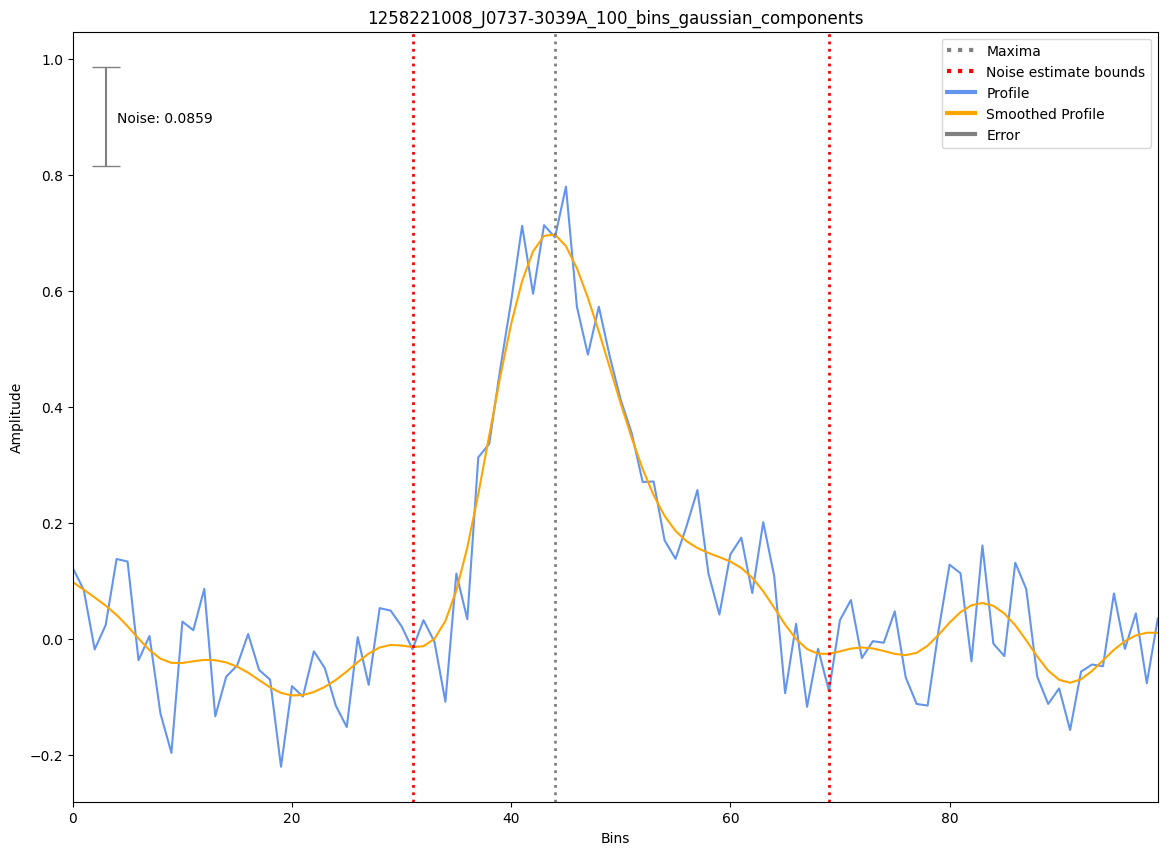 1258221008_J0737-3039A_100_bins_gaussian_components
Maxima
Noise estimate bounds
Profile
Smoothed Profile
Error
Noise: 0.0859
1.0
0.8
0.6
0.4
0.2
0.0
−0.2
Amplitude
0 20 40 60 80
Bins